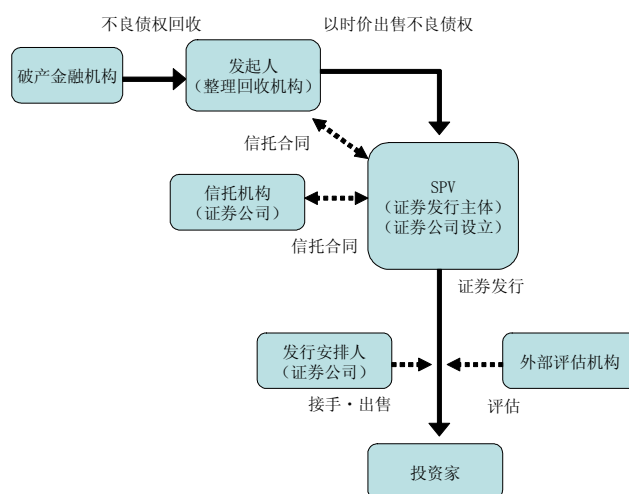 不良债权回收
以时价出售不良债权
破产金融机构
发起人
（整理回收机构）
信托合同
信托机构
（证券公司）
SPV
（证券发行主体）
（证券公司设立）
信托合同
证券发行
发行安排人
（证券公司）
外部评估机构
接手·出售
评估
投资家